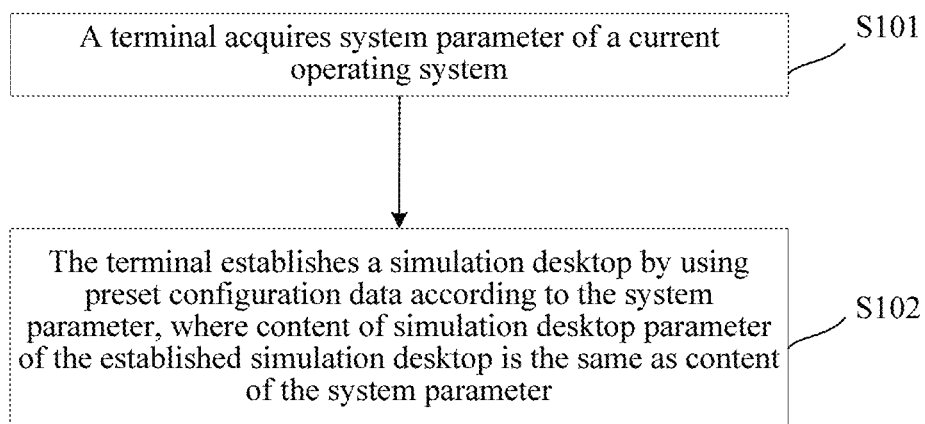 A terminal acquires system parameter of a current
operating system
S101
The terminal establishes a simulation desktop by using
preset configuration data according to the system
parameter, where content of simulation desktop parameter
of the established simulation desktop is the same as content
of the system parameter
S102